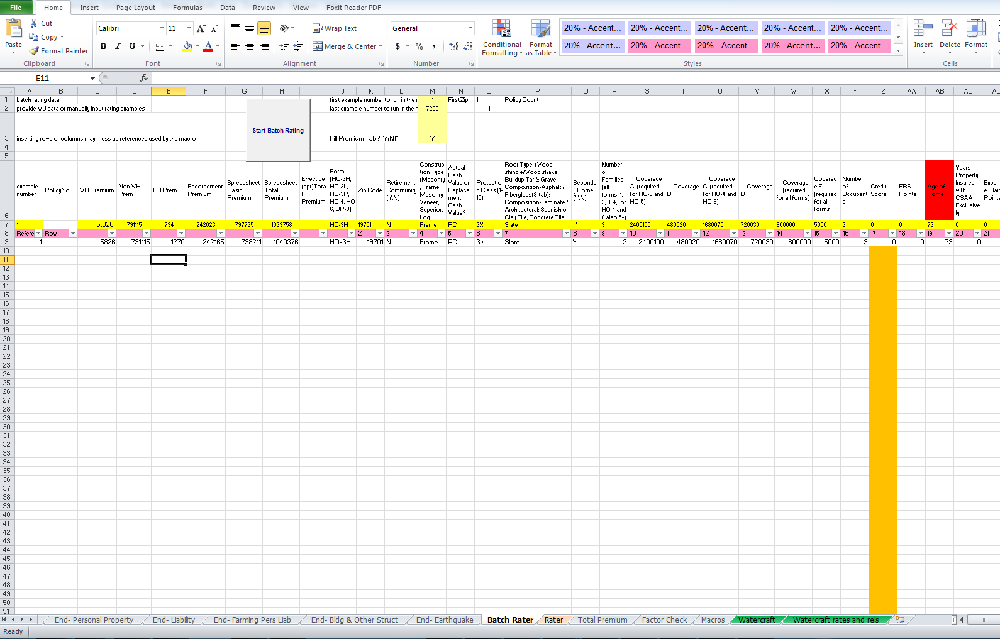 File Home Insert Page Layout Formulas Data Review View Foxit Reader PDF
Paste Cut Copy Format Painter Clipboard
Calibri 11 B I U Font
Wrap Text Merge & Center Alignment
General $ % , Number
Conditional Formatting Format as Table
20% - Accent... 20% - Accent... 20% - Accent... 20% - Accent... 20% - Accent...
20% - Accent... 20% - Accent... 20% - Accent... 20% - Accent... 20% - Accent...
Styles
Insert Delete Format Cells
E11 fx
A B C D E F G H I J K L M N O P Q R S T U V W X Y Z AA AB AC AD
1 batch rating data first example number to run in the r 1 FirstZip 1 Policy Count
2 provide WU data or manually input rating examples last example number to run in the r 7200 1 1
Start Batch Rating
3 inserting rows or columns may mess up references used by the macro Fill Premium Tab? (Y/N)" Y
4
5
6
example number
PolicyNo
WH Premium
Non WH Prem
HU Prem
Endorsement Premium
Spreadsheet Basic Premium
Spreadsheet Total Premium
Effective (spf)Total Premium
Form (HO-3H, HO-3L, HO-3P, HO-4, HO-6, DP-3)
Zip Code
Retirement Community (Y,N)
Construction Type (Masonry, Frame, Masonry Veneer, Superior, Log
Actual Cash Value or Replacement Cash Value?
Protection Class (1-10)
Roof Type (Wood shingle/Wood shake; Buildup Tar & Gravel; Composition-Asphalt / Fiberglass(3-tab); Composition-Laminate / Architectural; Spanish or Clay Tile; Concrete Tile;
Secondary Home (Y,N)
Number of Families (all forms: 1, 2, 3, 4; for HO-4 and 6 also 5+)
Coverage A (required for HO-3 and HO-5)
Coverage B
Coverage C (required for HO-4 and HO-6)
Coverage D
Coverage E (required for all forms)
Coverage F (required for all forms)
Number of Occupants
Credit Score
ERS Points
Age of Home
Years Property Insured with CSAA Exclusively
Experi e Clair Points
7 1 5,826 791115 794 242023 797735 1039758 HO-3H 19701 N Frame RC 3X Slate Y 3 2400100 480020 1680070 720030 600000 5000 3 0 0 73 0 0
8 Refere Row 1 2 3 4 5 6 7 8 9 10 11 12 13 14 15 16 17 18 19 20 21
9 1 5826 791115 1270 242165 798211 1040376 HO-3H 19701 N Frame RC 3X Slate Y 3 2400100 480020 1680070 720030 600000 5000 3 0 0 73 0
10
11
12
13
14
15
16
17
18
19
20
21
22
23
24
25
26
27
28
29
30
31
32
33
34
35
36
37
38
39
40
41
42
43
44
45
46
47
48
49
50
51
End- Personal Property End- Liability End- Farming Pers Liab End- Bldg & Other Struct End- Earthquake Batch Rater Rater Total Premium Factor Check Macros Watercraft Watercraft rates and rels
Ready